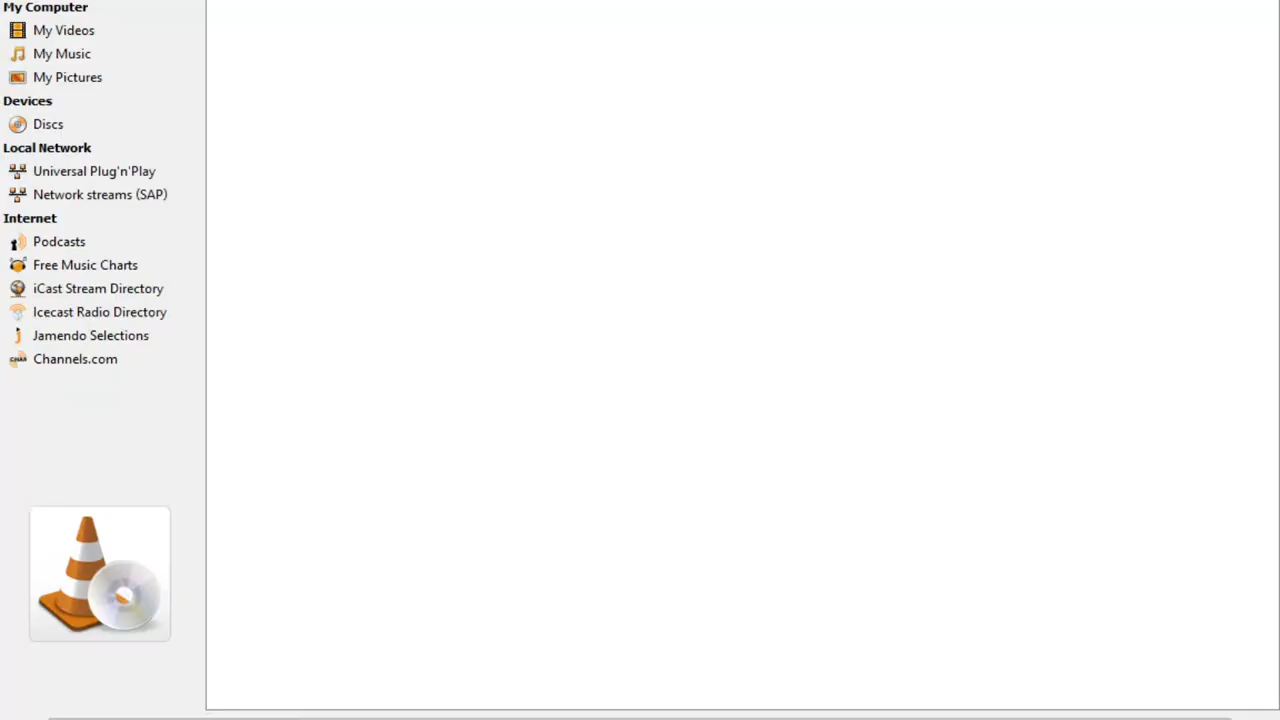 My Computer
My Videos
My Music
My Pictures
Devices
Discs
Local Network
Universal Plug'n'Play
Network streams (SAP)
Internet
Podcasts
Free Music Charts
iCast Stream Directory
Icecast Radio Directory
Jamendo Selections
Channels.com